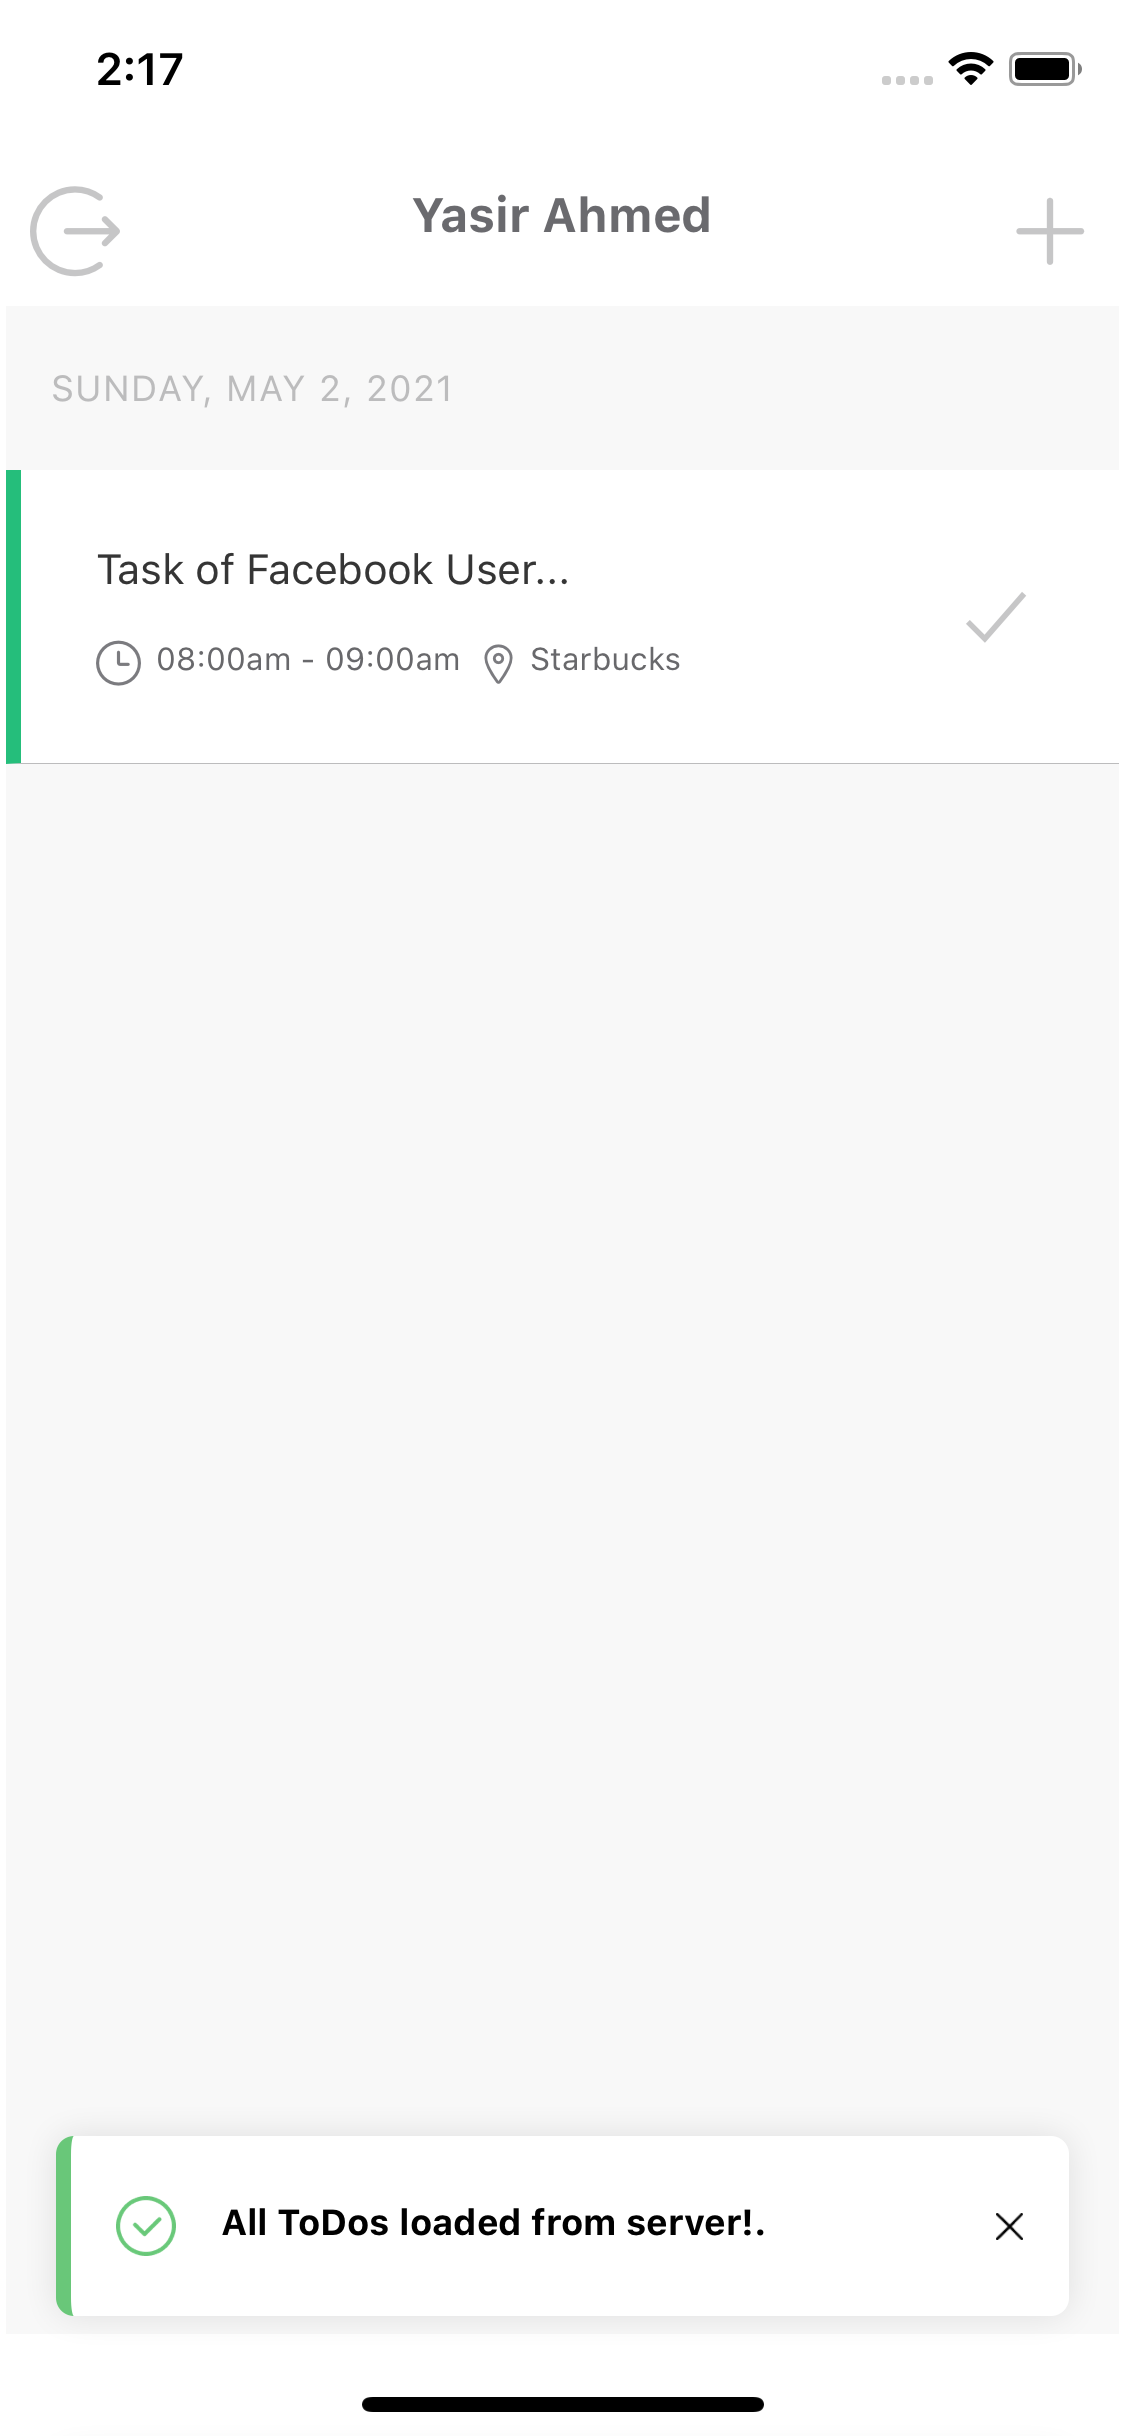 2:17
Yasir Ahmed
SUNDAY, MAY 2, 2021
Task of Facebook User...
08:00am - 09:00am Starbucks
All ToDos loaded from server!.